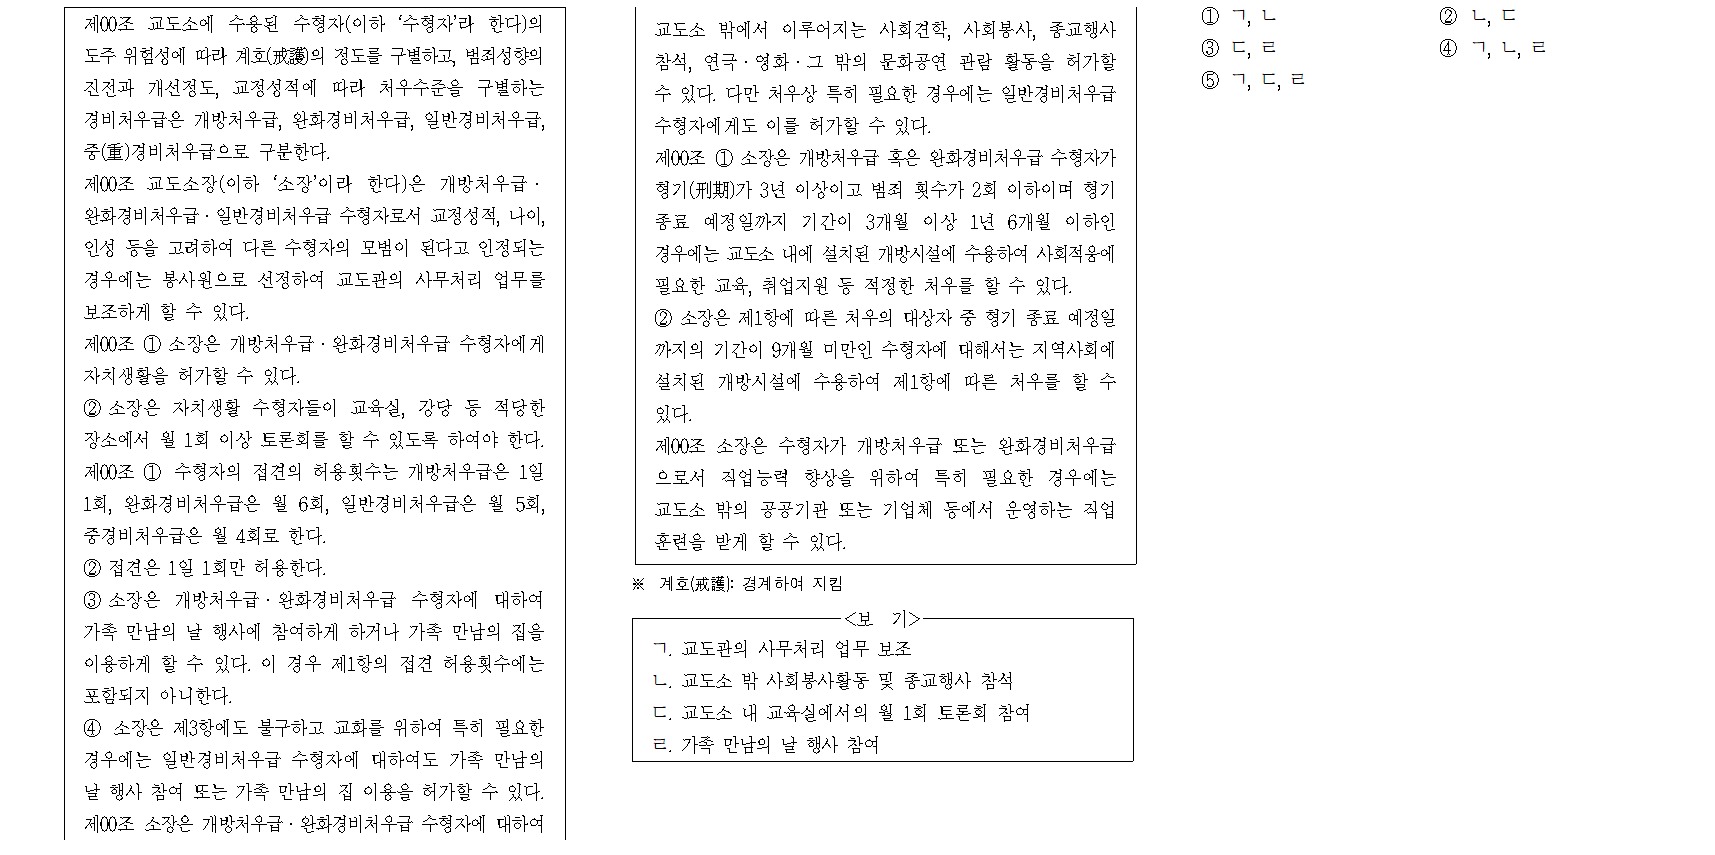 제00조 교도소에 수용된 수형자(이하 ‘수형자’라 한다)의
도주 위험성에 따라 계호(戒護)의 정도를 구별하고, 범죄성향의
진전과 개선정도, 교정성적에 따라 처우수준을 구별하는
경비처우급은 개방처우급, 완화경비처우급, 일반경비처우급,
중(重)경비처우급으로 구분한다.
제00조 교도소장(이하 ‘소장’이라 한다)은 개방처우급·
완화경비처우급·일반경비처우급 수형자로서 교정성적, 나이,
인성 등을 고려하여 다른 수형자의 모범이 된다고 인정되는
경우에는 봉사원으로 선정하여 교도관의 사무처리 업무를
보조하게 할 수 있다.
제00조 ① 소장은 개방처우급·완화경비처우급 수형자에게
자치생활을 허가할 수 있다.
② 소장은 자치생활 수형자들이 교육실, 강당 등 적당한
장소에서 월 1회 이상 토론회를 할 수 있도록 하여야 한다.
제00조 ① 수형자의 접견의 허용횟수는 개방처우급은 1일
1회, 완화경비처우급은 월 6회, 일반경비처우급은 월 5회,
중경비처우급은 월 4회로 한다.
② 접견은 1일 1회만 허용한다.
③ 소장은 개방처우급·완화경비처우급 수형자에 대하여
가족 만남의 날 행사에 참여하게 하거나 가족 만남의 집을
이용하게 할 수 있다. 이 경우 제1항의 접견 허용횟수에는
포함되지 아니한다.
④ 소장은 제3항에도 불구하고 교화를 위하여 특히 필요한
경우에는 일반경비처우급 수형자에 대하여도 가족 만남의
날 행사 참여 또는 가족 만남의 집 이용을 허가할 수 있다.
제00조 소장은 개방처우급·완화경비처우급 수형자에 대하여
교도소 밖에서 이루어지는 사회견학, 사회봉사, 종교행사
참석, 연극·영화·그 밖의 문화공연 관람 활동을 허가할
수 있다. 다만 처우상 특히 필요한 경우에는 일반경비처우급
수형자에게도 이를 허가할 수 있다.
제00조 ① 소장은 개방처우급 혹은 완화경비처우급 수형자가
형기(刑期)가 3년 이상이고 범죄 횟수가 2회 이하이며 형기
종료 예정일까지 기간이 3개월 이상 1년 6개월 이하인
경우에는 교도소 내에 설치된 개방시설에 수용하여 사회적응에
필요한 교육, 취업지원 등 적정한 처우를 할 수 있다.
② 소장은 제1항에 따른 처우의 대상자 중 형기 종료 예정일
까지의 기간이 9개월 미만인 수형자에 대해서는 지역사회에
설치된 개방시설에 수용하여 제1항에 따른 처우를 할 수
있다.
제00조 소장은 수형자가 개방처우급 또는 완화경비처우급
으로서 직업능력 향상을 위하여 특히 필요한 경우에는
교도소 밖의 공공기관 또는 기업체 등에서 운영하는 직업
훈련을 받게 할 수 있다.
※ 계호(戒護): 경계하여 지킴
<보 기>
ㄱ. 교도관의 사무처리 업무 보조
ㄴ. 교도소 밖 사회봉사활동 및 종교행사 참석
ㄷ. 교도소 내 교육실에서의 월 1회 토론회 참여
ㄹ. 가족 만남의 날 행사 참여
① ㄱ, ㄴ ② ㄴ, ㄷ
③ ㄷ, ㄹ ④ ㄱ, ㄴ, ㄹ
⑤ ㄱ, ㄷ, ㄹ